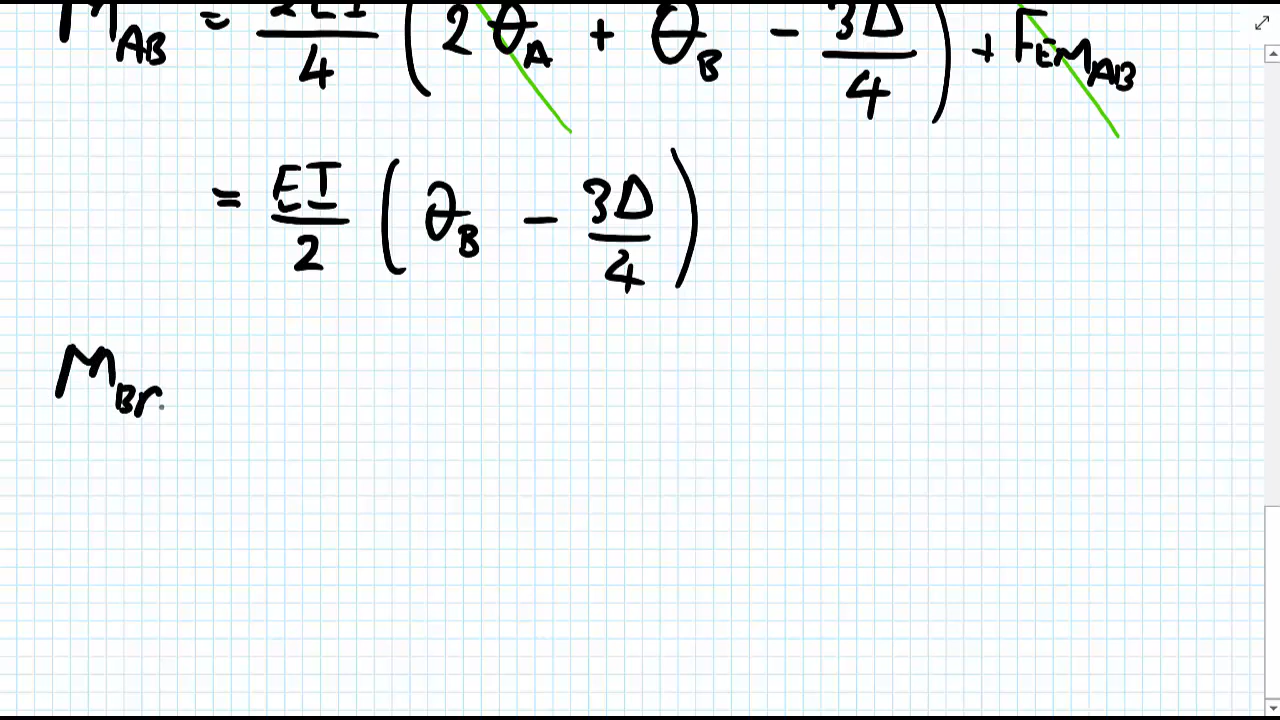 M_AB = 2EI/4 (2θ_A + θ_B - 3Δ/4) + FEM_AB
= EI/2 (θ_B - 3Δ/4)
M_Br